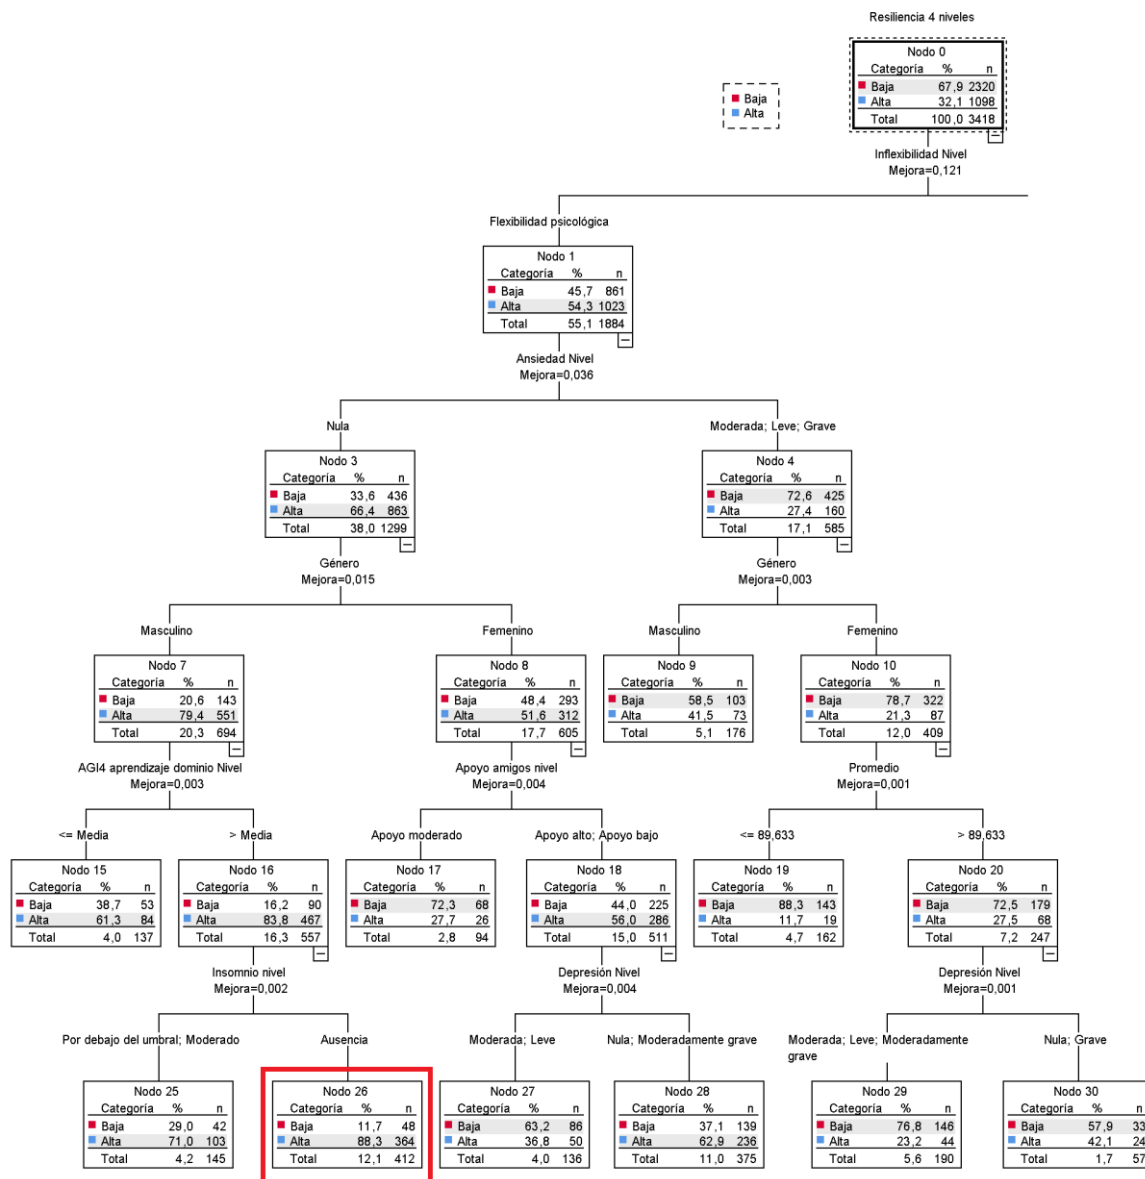 Resiliencia 4 niveles
Nodo 0
Categoría % n
Baja 67,9 2320
Alta 32,1 1098
Total 100,0 3418
Baja
Alta
Inflexibilidad Nivel
Mejora=0,121
Flexibilidad psicológica
Nodo 1
Categoría % n
Baja 45,7 861
Alta 54,3 1023
Total 55,1 1884
Ansiedad Nivel
Mejora=0,036
Nula
Moderada; Leve; Grave
Nodo 3
Categoría % n
Baja 33,6 436
Alta 66,4 863
Total 38,0 1299
Nodo 4
Categoría % n
Baja 72,6 425
Alta 27,4 160
Total 17,1 585
Género
Mejora=0,015
Género
Mejora=0,003
Masculino
Femenino
Masculino
Femenino
Nodo 7
Categoría % n
Baja 20,6 143
Alta 79,4 551
Total 20,3 694
Nodo 8
Categoría % n
Baja 48,4 293
Alta 51,6 312
Total 17,7 605
Nodo 9
Categoría % n
Baja 58,5 103
Alta 41,5 73
Total 5,1 176
Nodo 10
Categoría % n
Baja 78,7 322
Alta 21,3 87
Total 12,0 409
AGI4 aprendizaje dominio Nivel
Mejora=0,003
Apoyo amigos nivel
Mejora=0,004
Promedio
Mejora=0,001
<= Media
> Media
Apoyo moderado
Apoyo alto; Apoyo bajo
<= 89,633
> 89,633
Nodo 15
Categoría % n
Baja 38,7 53
Alta 61,3 84
Total 4,0 137
Nodo 16
Categoría % n
Baja 16,2 90
Alta 83,8 467
Total 16,3 557
Nodo 17
Categoría % n
Baja 72,3 68
Alta 27,7 26
Total 2,8 94
Nodo 18
Categoría % n
Baja 44,0 225
Alta 56,0 286
Total 15,0 511
Nodo 19
Categoría % n
Baja 88,3 143
Alta 11,7 19
Total 4,7 162
Nodo 20
Categoría % n
Baja 72,5 179
Alta 27,5 68
Total 7,2 247
Insomnio nivel
Mejora=0,002
Depresión Nivel
Mejora=0,004
Depresión Nivel
Mejora=0,001
Por debajo del umbral; Moderado
Ausencia
Moderada; Leve
Nula; Moderadamente grave
Moderada; Leve; Moderadamente
grave
Nula; Grave
Nodo 25
Categoría % n
Baja 29,0 42
Alta 71,0 103
Total 4,2 145
Nodo 26
Categoría % n
Baja 11,7 48
Alta 88,3 364
Total 12,1 412
Nodo 27
Categoría % n
Baja 63,2 86
Alta 36,8 50
Total 4,0 136
Nodo 28
Categoría % n
Baja 37,1 139
Alta 62,9 236
Total 11,0 375
Nodo 29
Categoría % n
Baja 76,8 146
Alta 23,2 44
Total 5,6 190
Nodo 30
Categoría % n
Baja 57,9 33
Alta 42,1 24
Total 1,7 57